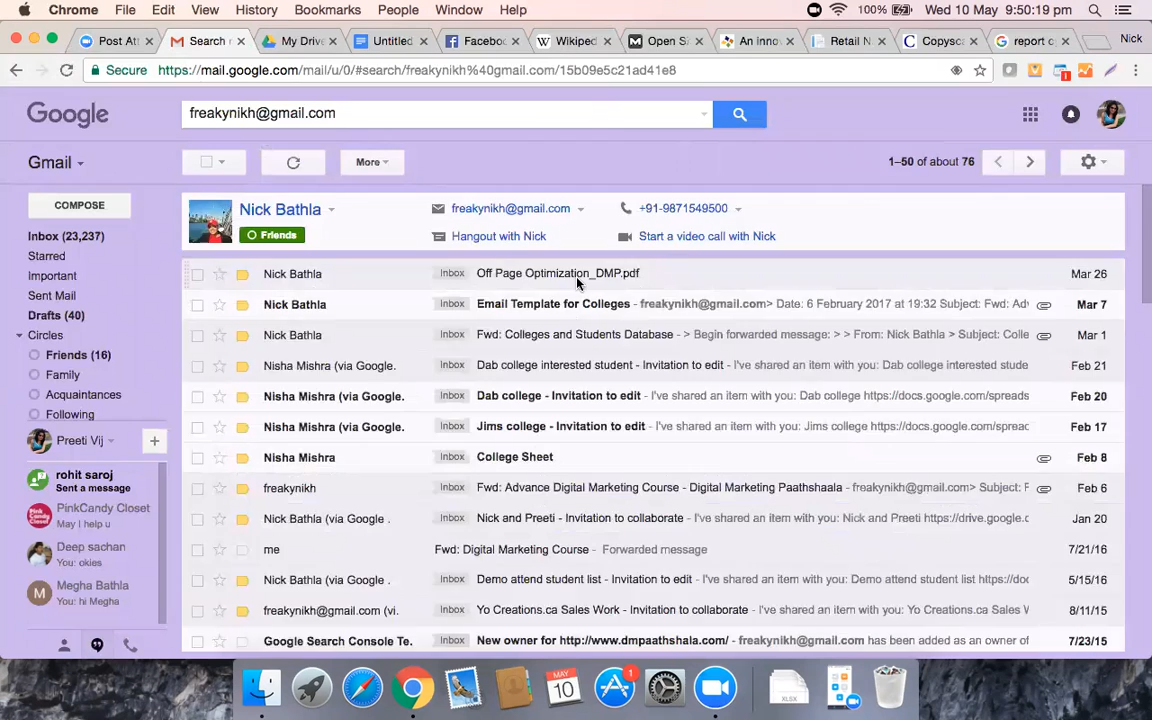 Chrome File Edit View History Bookmarks People Window Help 100% Wed 10 May 9:50:19 pm
Post Att Search r My Drive Untitled Faceboo Wikiped Open Si An innov Retail N Copysca report o Nick
Secure https://mail.google.com/mail/u/0/#search/freakynikh%40gmail.com/15b09e5c21ad41e8
Google freakynikh@gmail.com
Gmail More 1–50 of about 76
COMPOSE
Nick Bathla freakynikh@gmail.com +91-9871549500
Friends Hangout with Nick Start a video call with Nick
Inbox (23,237)
Starred
Important
Sent Mail
Drafts (40)
Circles
Friends (16)
Family
Acquaintances
Following
Preeti Vij
rohit saroj
Sent a message
PinkCandy Closet
May I help u
Deep sachan
You: okies
Megha Bathla
You: hi Megha
Nick Bathla Inbox Off Page Optimization_DMP.pdf Mar 26
Nick Bathla Inbox Email Template for Colleges - freakynikh@gmail.com> Date: 6 February 2017 at 19:32 Subject: Fwd: Adv Mar 7
Nick Bathla Inbox Fwd: Colleges and Students Database - > Begin forwarded message: > > From: Nick Bathla > Subject: Colle Mar 1
Nisha Mishra (via Google. Inbox Dab college interested student - Invitation to edit - I've shared an item with you: Dab college interested stude Feb 21
Nisha Mishra (via Google. Inbox Dab college - Invitation to edit - I've shared an item with you: Dab college https://docs.google.com/spreads Feb 20
Nisha Mishra (via Google. Inbox Jims college - Invitation to edit - I've shared an item with you: Jims college https://docs.google.com/spread Feb 17
Nisha Mishra Inbox College Sheet Feb 8
freakynikh Inbox Fwd: Advance Digital Marketing Course - Digital Marketing Paathshaala - freakynikh@gmail.com> Subject: F Feb 6
Nick Bathla (via Google . Inbox Nick and Preeti - Invitation to collaborate - I've shared an item with you: Nick and Preeti https://drive.google.c Jan 20
me Fwd: Digital Marketing Course - Forwarded message 7/21/16
Nick Bathla (via Google . Inbox Demo attend student list - Invitation to edit - I've shared an item with you: Demo attend student list https://doc 5/15/16
freakynikh@gmail.com (vi. Inbox Yo Creations.ca Sales Work - Invitation to collaborate - I've shared an item with you: Yo Creations.ca Sales W 8/11/15
Google Search Console Te. Inbox New owner for http://www.dmpaathshala.com/ - freakynikh@gmail.com has been added as an owner of 7/23/15
MAY
10
1
XLSX